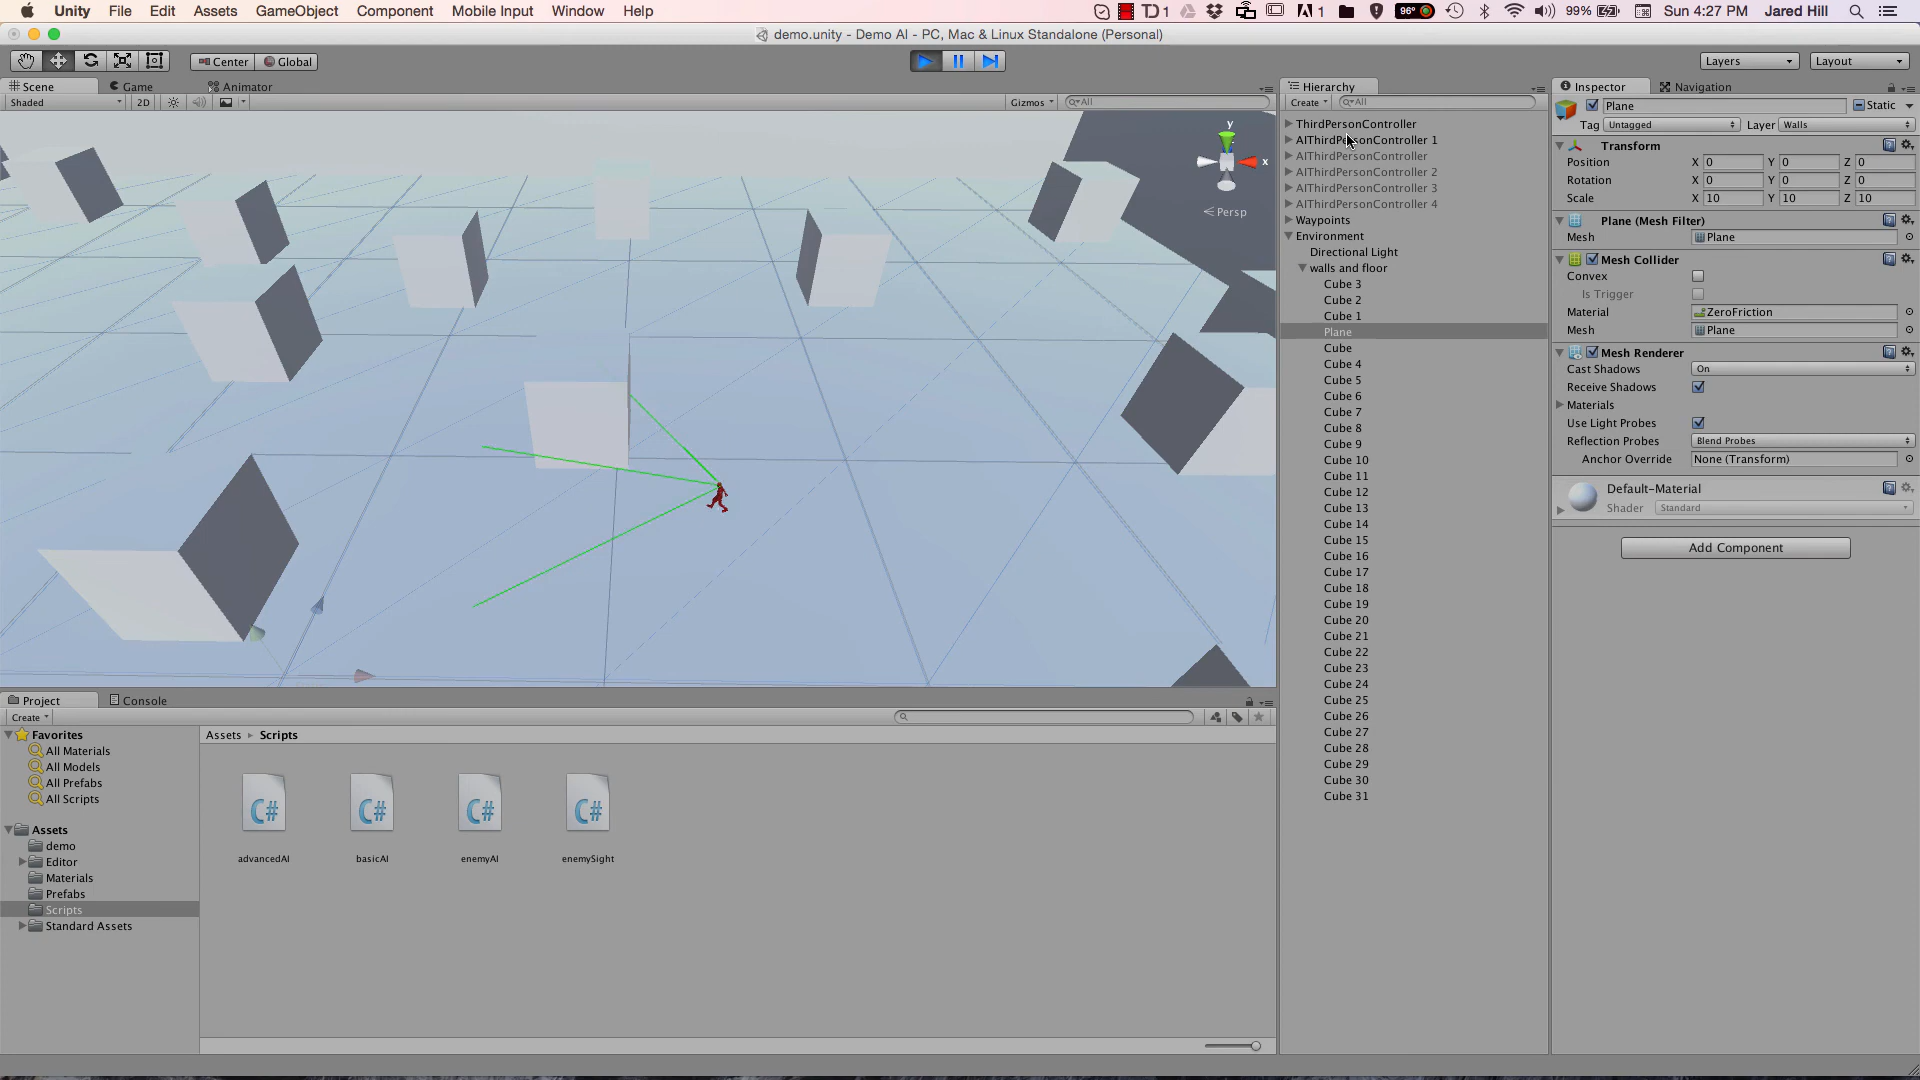 Unity File Edit Assets GameObject Component Mobile Input Window Help 1 1 96° 99% Sun 4:27 PM Jared Hill
demo.unity - Demo AI - PC, Mac & Linux Standalone (Personal)
Center Global Layers Layout
Scene Game Animator
Shaded 2D Gizmos All
y
x
Persp
Hierarchy
Create All
ThirdPersonController
AIThirdPersonController 1
AIThirdPersonController
AIThirdPersonController 2
AIThirdPersonController 3
AIThirdPersonController 4
Waypoints
Environment
Directional Light
walls and floor
Cube 3
Cube 2
Cube 1
Plane
Cube
Cube 4
Cube 5
Cube 6
Cube 7
Cube 8
Cube 9
Cube 10
Cube 11
Cube 12
Cube 13
Cube 14
Cube 15
Cube 16
Cube 17
Cube 18
Cube 19
Cube 20
Cube 21
Cube 22
Cube 23
Cube 24
Cube 25
Cube 26
Cube 27
Cube 28
Cube 29
Cube 30
Cube 31
Inspector Navigation
Plane Static
Tag Untagged Layer Walls
Transform
Position X 0 Y 0 Z 0
Rotation X 0 Y 0 Z 0
Scale X 10 Y 10 Z 10
Plane (Mesh Filter)
Mesh Plane
Mesh Collider
Convex
Is Trigger
Material ZeroFriction
Mesh Plane
Mesh Renderer
Cast Shadows On
Receive Shadows
Materials
Use Light Probes
Reflection Probes Blend Probes
Anchor Override None (Transform)
Default-Material
Shader Standard
Add Component
Project Console
Create
Favorites
All Materials
All Models
All Prefabs
All Scripts
Assets
demo
Editor
Materials
Prefabs
Scripts
Standard Assets
Assets Scripts
C# C# C# C#
advancedAI basicAI enemyAI enemySight